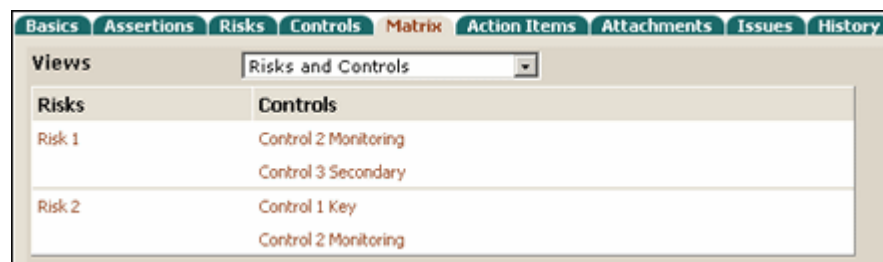 Basics Assertions Risks Controls Matrix Action Items Attachments Issues History
Views Risks and Controls
Risks Controls
Risk 1 Control 2 Monitoring
Control 3 Secondary
Risk 2 Control 1 Key
Control 2 Monitoring